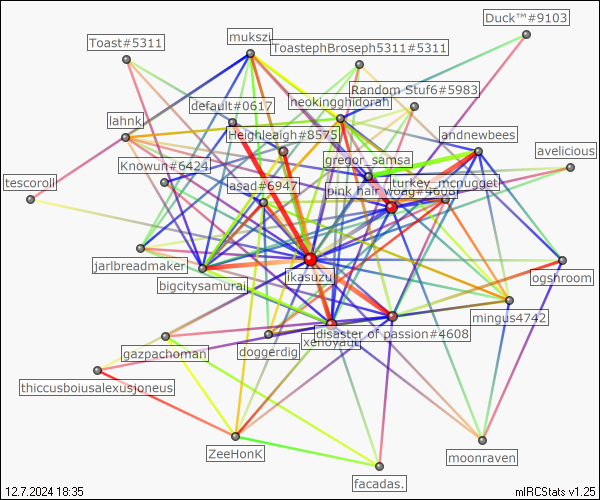 Duck™#9103
mukszi
Toast#5311
ToastephBroseph5311#5311
Random Stuf6#5983
default#0617
neokingghidorah
lahnk
Heighleaigh#8575
andnewbees
avelicious
gregor_samsa
Knowun#6424
tescoroll
asad#6947
pink hair woag#4608
turkey_mcnugget
jarlbreadmaker
ikasuzu
ogshroom
bigcitysamurai
mingus4742
disaster of passion#4608
xenoyaut
gazpachoman
doggerdig
thiccusboiusalexusjoneus
ZeeHonK
moonraven
facadas.
12.7.2024 18:35
mIRCStats v1.25